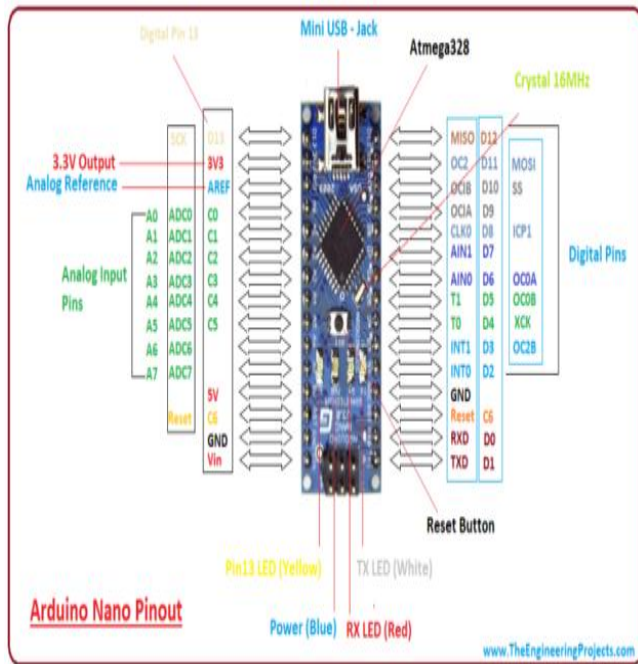 Digital Pin 13
Mini USB - Jack
Atmega328
Crystal 16MHz
SCK D13
3.3V Output 3V3
Analog Reference AREF
A0 ADC0 C0
A1 ADC1 C1
A2 ADC2 C2
A3 ADC3 C3
A4 ADC4 C4
A5 ADC5 C5
A6 ADC6
A7 ADC7
Analog Input
Pins
5V
Reset C6
GND
Vin
MISO D12
OC2 D11 MOSI
OCIB D10 SS
OCIA D9
CLK0 D8 ICP1
AIN1 D7
AIN0 D6 OC0A
T1 D5 OC0B
T0 D4 XCK
INT1 D3 OC2B
INT0 D2
GND
Reset C6
RXD D0
TXD D1
Digital Pins
Reset Button
Pin13 LED (Yellow)
TX LED (White)
Power (Blue)
RX LED (Red)
Arduino Nano Pinout
www.TheEngineeringProjects.com